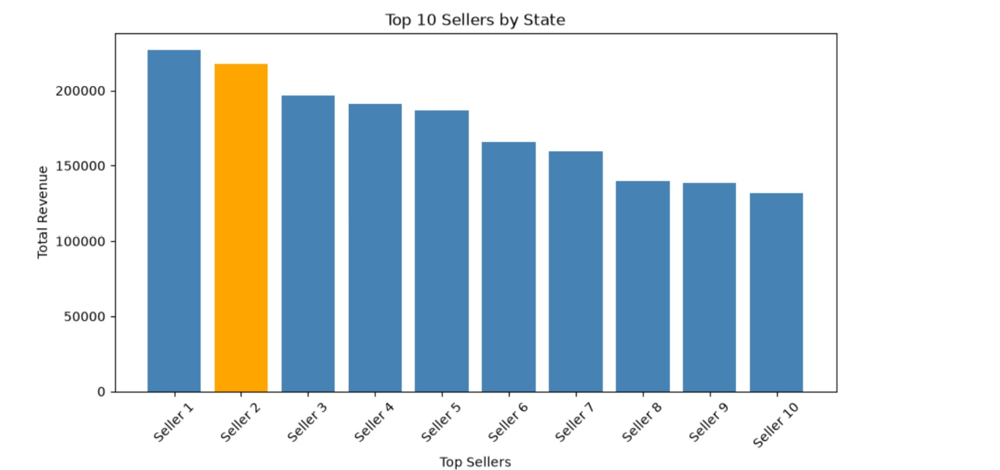 Top 10 Sellers by State
Total Revenue
200000
150000
100000
50000
0
Seller 1
Seller 2
Seller 3
Seller 4
Seller 5
Seller 6
Seller 7
Seller 8
Seller 9
Seller 10
Top Sellers